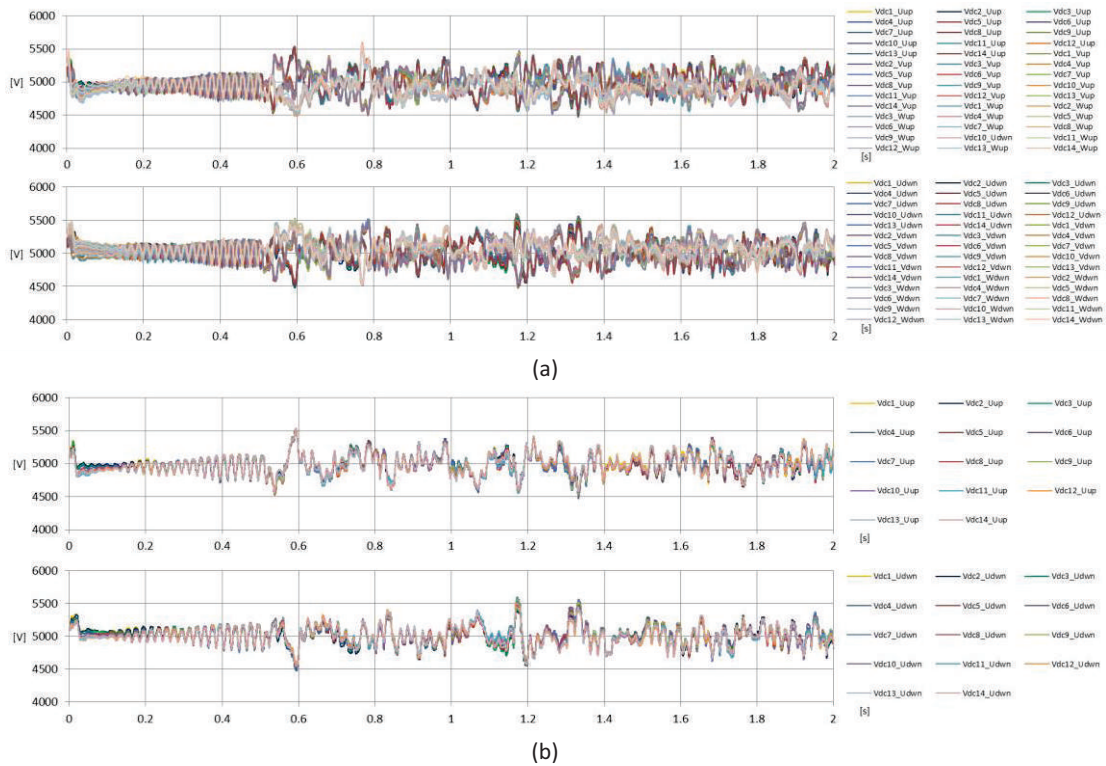 6000
5500
[V] 5000
4500
4000
0 0.2 0.4 0.6 0.8 1 1.2 1.4 1.6 1.8 2
[s]
Vdc1_Uup Vdc2_Uup Vdc3_Uup
Vdc4_Uup Vdc5_Uup Vdc6_Uup
Vdc7_Uup Vdc8_Uup Vdc9_Uup
Vdc10_Uup Vdc11_Uup Vdc12_Uup
Vdc13_Uup Vdc14_Uup Vdc1_Vup
Vdc2_Vup Vdc3_Vup Vdc4_Vup
Vdc5_Vup Vdc6_Vup Vdc7_Vup
Vdc8_Vup Vdc9_Vup Vdc10_Vup
Vdc11_Vup Vdc12_Vup Vdc13_Vup
Vdc14_Vup Vdc1_Wup Vdc2_Wup
Vdc3_Wup Vdc4_Wup Vdc5_Wup
Vdc6_Wup Vdc7_Wup Vdc8_Wup
Vdc9_Wup Vdc10_Udwn Vdc11_Wup
Vdc12_Wup Vdc13_Wup Vdc14_Wup
6000
5500
[V] 5000
4500
4000
0 0.2 0.4 0.6 0.8 1 1.2 1.4 1.6 1.8 2
[s]
Vdc1_Udwn Vdc2_Udwn Vdc3_Udwn
Vdc4_Udwn Vdc5_Udwn Vdc6_Udwn
Vdc7_Udwn Vdc8_Udwn Vdc9_Udwn
Vdc10_Udwn Vdc11_Udwn Vdc12_Udwn
Vdc13_Udwn Vdc14_Udwn Vdc1_Vdwn
Vdc2_Vdwn Vdc3_Vdwn Vdc4_Vdwn
Vdc5_Vdwn Vdc6_Vdwn Vdc7_Vdwn
Vdc8_Vdwn Vdc9_Vdwn Vdc10_Vdwn
Vdc11_Vdwn Vdc12_Vdwn Vdc13_Vdwn
Vdc14_Vdwn Vdc1_Wdwn Vdc2_Wdwn
Vdc3_Wdwn Vdc4_Wdwn Vdc5_Wdwn
Vdc6_Wdwn Vdc7_Wdwn Vdc8_Wdwn
Vdc9_Wdwn Vdc10_Wdwn Vdc11_Wdwn
Vdc12_Wdwn Vdc13_Wdwn Vdc14_Wdwn
(a)
6000
5500
[V] 5000
4500
4000
0 0.2 0.4 0.6 0.8 1 1.2 1.4 1.6 1.8 2
[s]
Vdc1_Uup Vdc2_Uup Vdc3_Uup
Vdc4_Uup Vdc5_Uup Vdc6_Uup
Vdc7_Uup Vdc8_Uup Vdc9_Uup
Vdc10_Uup Vdc11_Uup Vdc12_Uup
Vdc13_Uup Vdc14_Uup
6000
5500
[V] 5000
4500
4000
0 0.2 0.4 0.6 0.8 1 1.2 1.4 1.6 1.8 2
[s]
Vdc1_Udwn Vdc2_Udwn Vdc3_Udwn
Vdc4_Udwn Vdc5_Udwn Vdc6_Udwn
Vdc7_Udwn Vdc8_Udwn Vdc9_Udwn
Vdc10_Udwn Vdc11_Udwn Vdc12_Udwn
Vdc13_Udwn Vdc14_Udwn
(b)